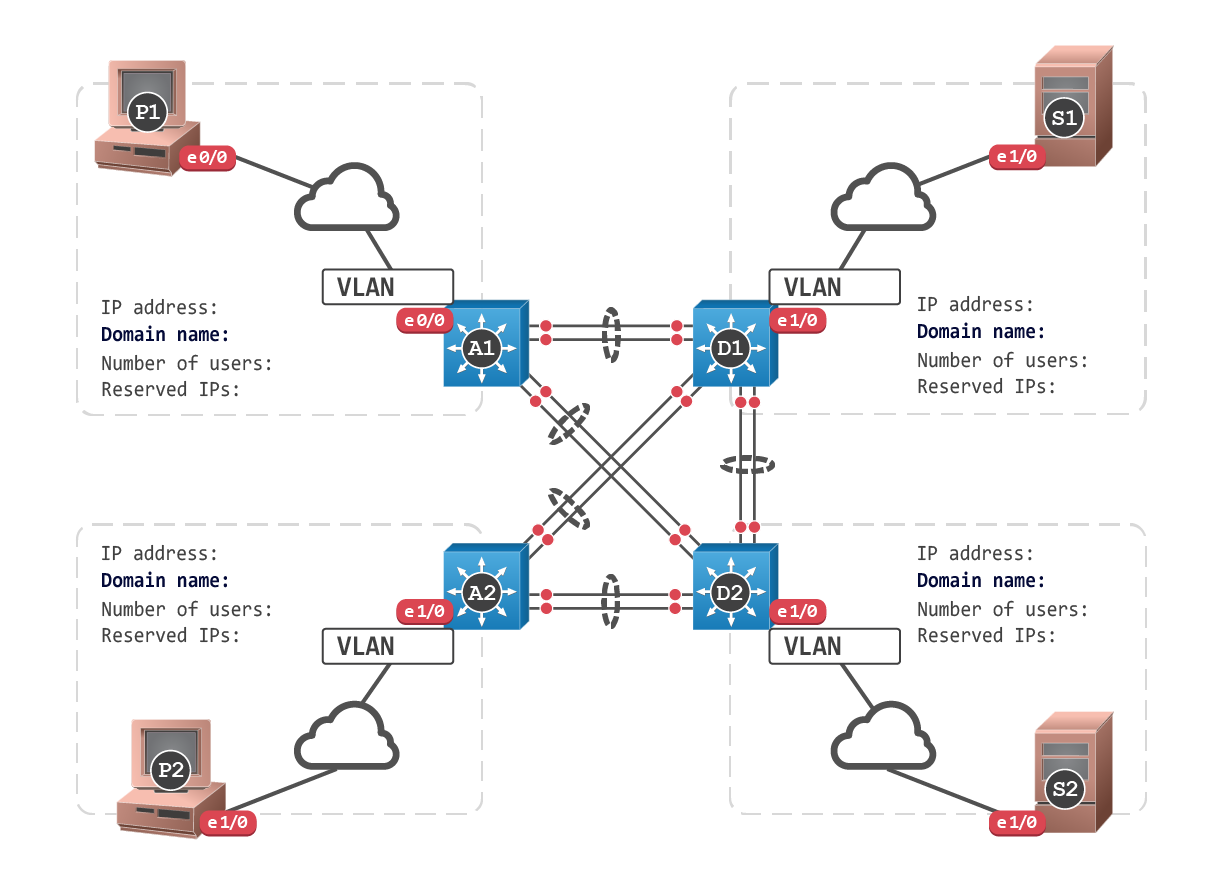 P1
e0/0
VLAN
IP address:
Domain name:
Number of users:
Reserved IPs:
e0/0
A1
S1
e1/0
VLAN
IP address:
Domain name:
Number of users:
Reserved IPs:
e1/0
D1
IP address:
Domain name:
Number of users:
Reserved IPs:
A2
e1/0
VLAN
P2
e1/0
D2
e1/0
IP address:
Domain name:
Number of users:
Reserved IPs:
VLAN
S2
e1/0